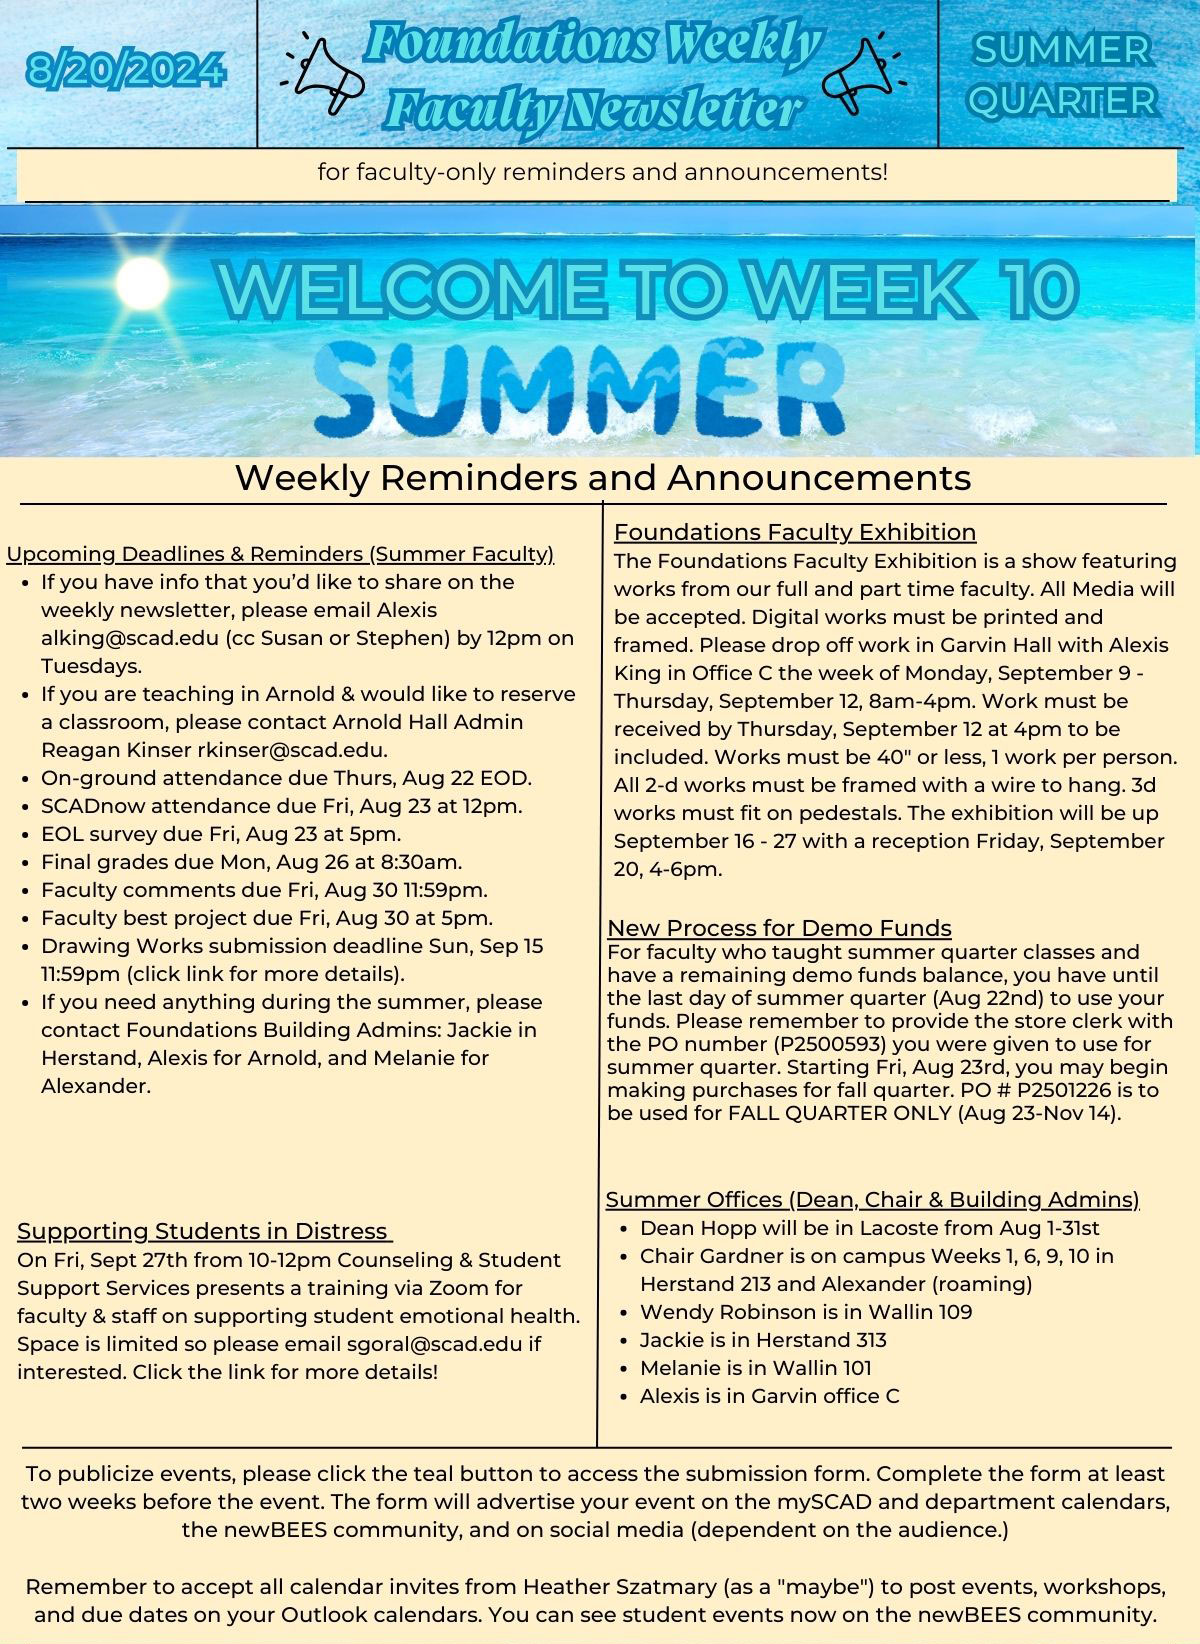 8/20/2024
Foundations Weekly
Faculty Newsletter
SUMMER
QUARTER
for faculty-only reminders and announcements!
WELCOME TO WEEK 10
SUMMER
Weekly Reminders and Announcements
Upcoming Deadlines & Reminders (Summer Faculty)
• If you have info that you’d like to share on the
weekly newsletter, please email Alexis
alking@scad.edu (cc Susan or Stephen) by 12pm on
Tuesdays.
• If you are teaching in Arnold & would like to reserve
a classroom, please contact Arnold Hall Admin
Reagan Kinser rkinser@scad.edu.
• On-ground attendance due Thurs, Aug 22 EOD.
• SCADnow attendance due Fri, Aug 23 at 12pm.
• EOL survey due Fri, Aug 23 at 5pm.
• Final grades due Mon, Aug 26 at 8:30am.
• Faculty comments due Fri, Aug 30 11:59pm.
• Faculty best project due Fri, Aug 30 at 5pm.
• Drawing Works submission deadline Sun, Sep 15
11:59pm (click link for more details).
• If you need anything during the summer, please
contact Foundations Building Admins: Jackie in
Herstand, Alexis for Arnold, and Melanie for
Alexander.
Supporting Students in Distress
On Fri, Sept 27th from 10-12pm Counseling & Student
Support Services presents a training via Zoom for
faculty & staff on supporting student emotional health.
Space is limited so please email sgoral@scad.edu if
interested. Click the link for more details!
Foundations Faculty Exhibition
The Foundations Faculty Exhibition is a show featuring
works from our full and part time faculty. All Media will
be accepted. Digital works must be printed and
framed. Please drop off work in Garvin Hall with Alexis
King in Office C the week of Monday, September 9 -
Thursday, September 12, 8am-4pm. Work must be
received by Thursday, September 12 at 4pm to be
included. Works must be 40" or less, 1 work per person.
All 2-d works must be framed with a wire to hang. 3d
works must fit on pedestals. The exhibition will be up
September 16 - 27 with a reception Friday, September
20, 4-6pm.
New Process for Demo Funds
For faculty who taught summer quarter classes and
have a remaining demo funds balance, you have until
the last day of summer quarter (Aug 22nd) to use your
funds. Please remember to provide the store clerk with
the PO number (P2500593) you were given to use for
summer quarter. Starting Fri, Aug 23rd, you may begin
making purchases for fall quarter. PO # P2501226 is to
be used for FALL QUARTER ONLY (Aug 23-Nov 14).
Summer Offices (Dean, Chair & Building Admins)
• Dean Hopp will be in Lacoste from Aug 1-31st
• Chair Gardner is on campus Weeks 1, 6, 9, 10 in
Herstand 213 and Alexander (roaming)
• Wendy Robinson is in Wallin 109
• Jackie is in Herstand 313
• Melanie is in Wallin 101
• Alexis is in Garvin office C
To publicize events, please click the teal button to access the submission form. Complete the form at least
two weeks before the event. The form will advertise your event on the mySCAD and department calendars,
the newBEES community, and on social media (dependent on the audience.)
Remember to accept all calendar invites from Heather Szatmary (as a "maybe") to post events, workshops,
and due dates on your Outlook calendars. You can see student events now on the newBEES community.